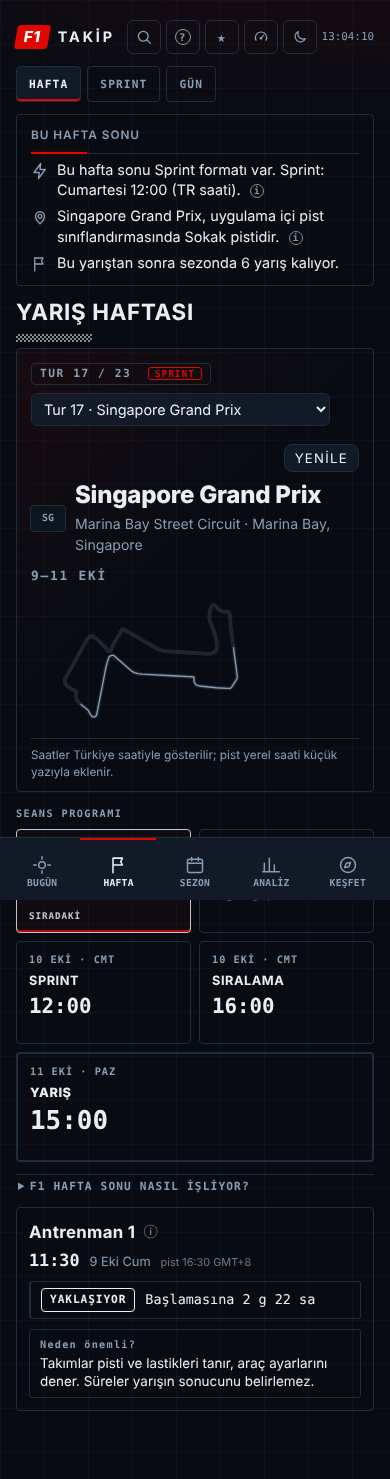 F1 TAKİP ? 13:04:10
HAFTA SPRINT GÜN
BU HAFTA SONU
Bu hafta sonu Sprint formatı var. Sprint:
Cumartesi 12:00 (TR saati). i
Singapore Grand Prix, uygulama içi pist
sınıflandırmasında Sokak pistidir. i
Bu yarıştan sonra sezonda 6 yarış kalıyor.
YARIŞ HAFTASI
TUR 17 / 23 SPRINT
Tur 17 · Singapore Grand Prix
YENİLE
Singapore Grand Prix
SG
Marina Bay Street Circuit · Marina Bay,
Singapore
9–11 EKİ
Saatler Türkiye saatiyle gösterilir; pist yerel saati küçük
yazıyla eklenir.
SEANS PROGRAMI
BUGÜN HAFTA SEZON ANALİZ KEŞFET
SIRADAKİ
10 EKİ · CMT
SPRINT
12:00
10 EKİ · CMT
SIRALAMA
16:00
11 EKİ · PAZ
YARIŞ
15:00
F1 HAFTA SONU NASIL İŞLİYOR?
Antrenman 1 i
11:30 9 Eki Cum pist 16:30 GMT+8
YAKLAŞIYOR Başlamasına 2 g 22 sa
Neden önemli?
Takımlar pisti ve lastikleri tanır, araç ayarlarını
dener. Süreler yarışın sonucunu belirlemez.